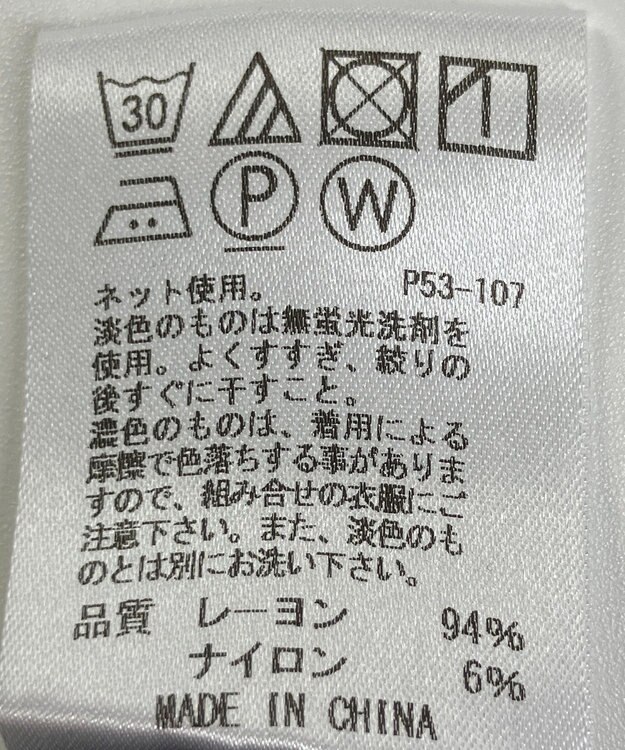 30
P W
ネット使用。 P53-107
淡色のものは無蛍光洗剤を
使用。よくすすぎ、絞りの
後すぐに干すこと。
濃色のものは、着用による
摩擦で色落ちする事がありま
すので、組み合せの衣服にご
注意下さい。また、淡色のも
のとは別にお洗い下さい。
品質 レーヨン 94%
ナイロン 6%
MADE IN CHINA